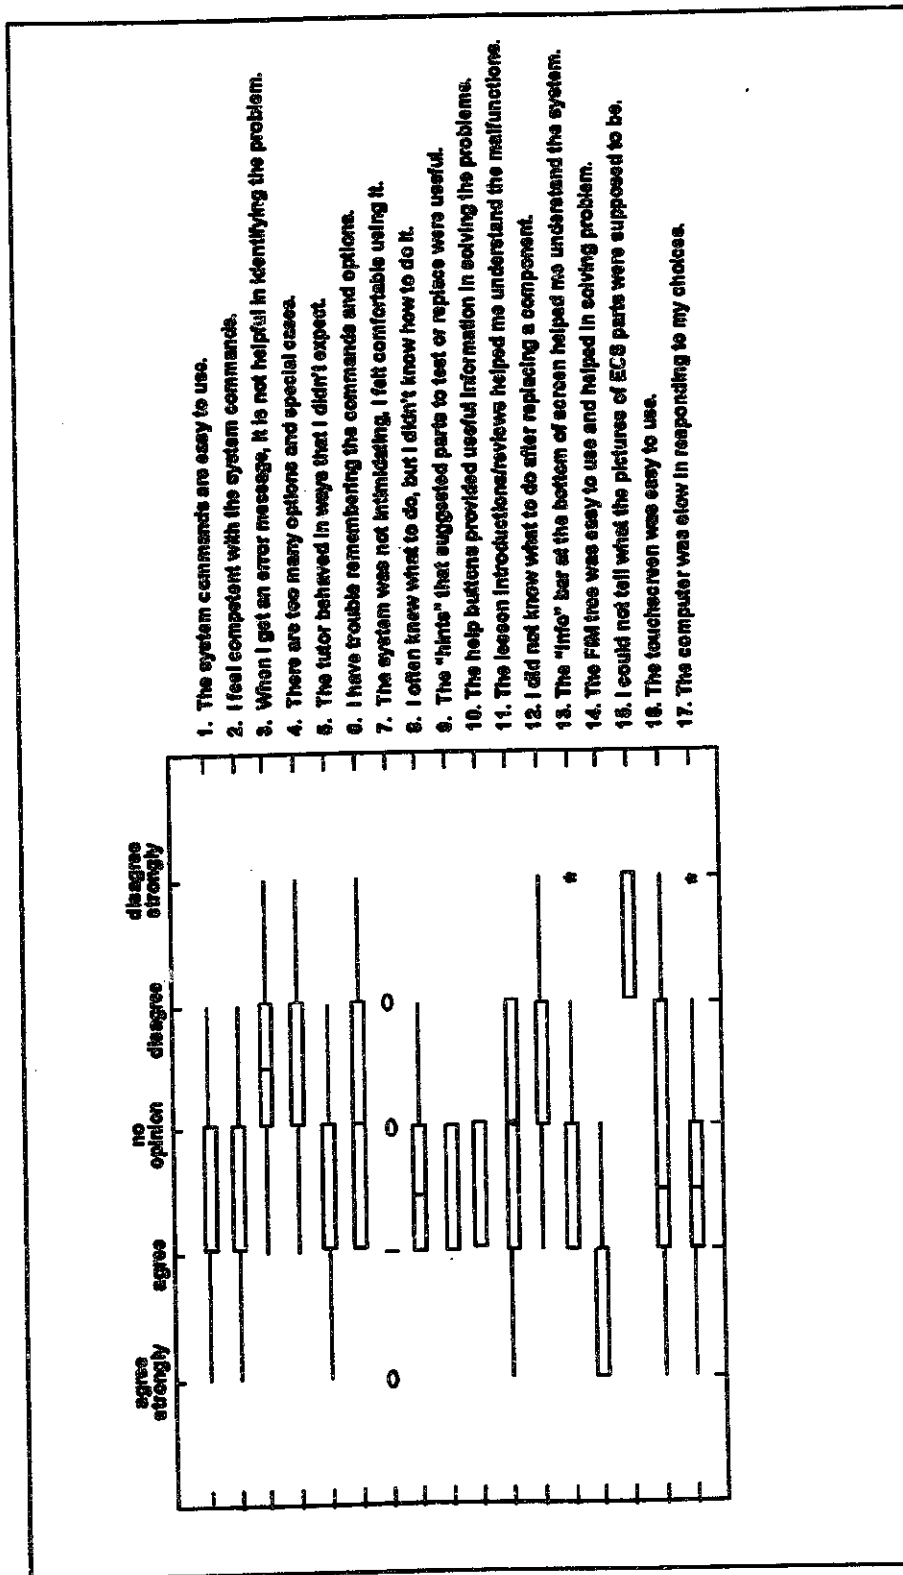 agree
strongly
agree
no
opinion
disagree
disagree
strongly
1. The system commands are easy to use.
2. I feel competent with the system commands.
3. When I get an error message, it is not helpful in identifying the problem.
4. There are too many options and special cases.
5. The tutor behaved in ways that I didn't expect.
6. I have trouble remembering the commands and options.
7. The system was not intimidating, I felt comfortable using it.
8. I often knew what to do, but I didn't know how to do it.
9. The "hints" that suggested parts to test or replace were useful.
10. The help buttons provided useful information in solving the problems.
11. The lesson introductions/reviews helped me understand the malfunctions.
12. I did not know what to do after replacing a component.
13. The "info" bar at the bottom of screen helped me understand the system.
14. The FIM tree was easy to use and helped in solving problem.
15. I could not tell what the pictures of ECS parts were supposed to be.
16. The touchscreen was easy to use.
17. The computer was slow in responding to my choices.